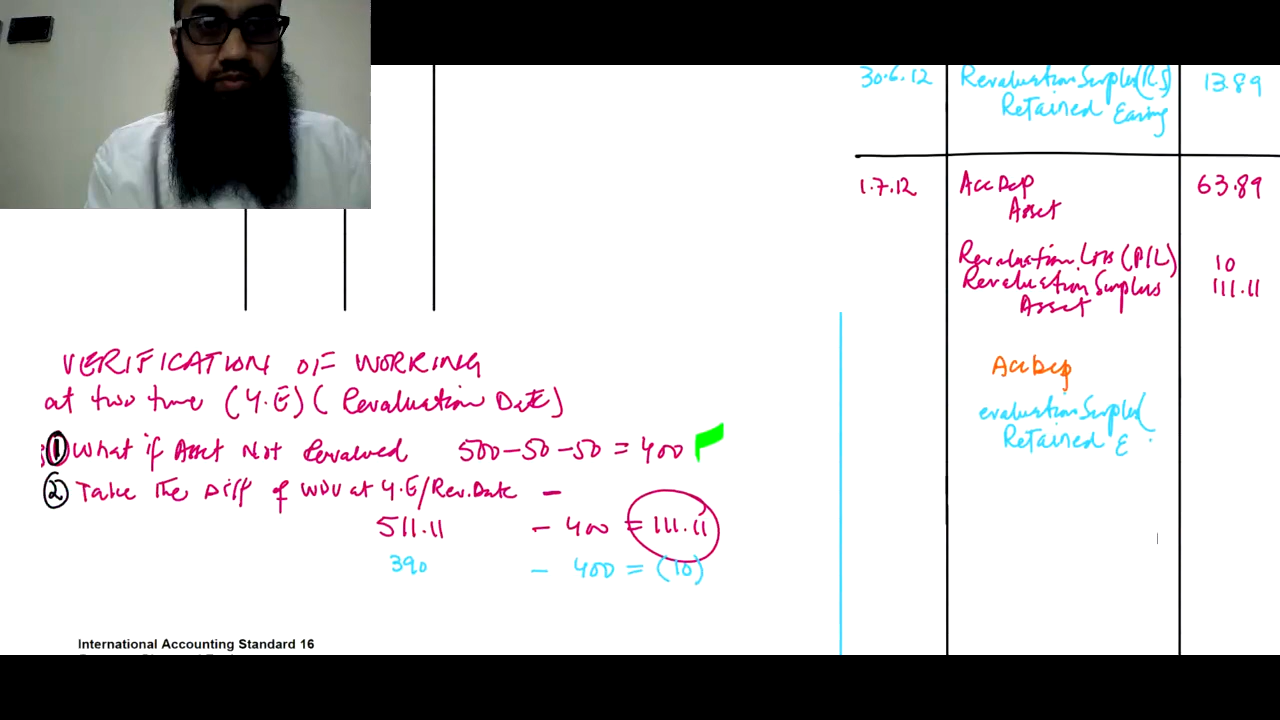 VERIFICATION OF WORKING
at two time (Y.E) (Revaluation Date)
① What if Asset Not Revalued 500-50-50 = 400
② Take the Diff of WDV at Y.E/Rev.Date -
511.11 - 400 = 111.11
390 - 400 = (10)
International Accounting Standard 16
30.6.12 Revaluation Surplus (R.S) 13.89
Retained Earing
1.7.12 Acc Dep 63.89
Asset
Revaluation Loss (P/L) 10
Revaluation Surplus 111.11
Asset
Acc Dep
evaluation Surplus (
Retained E